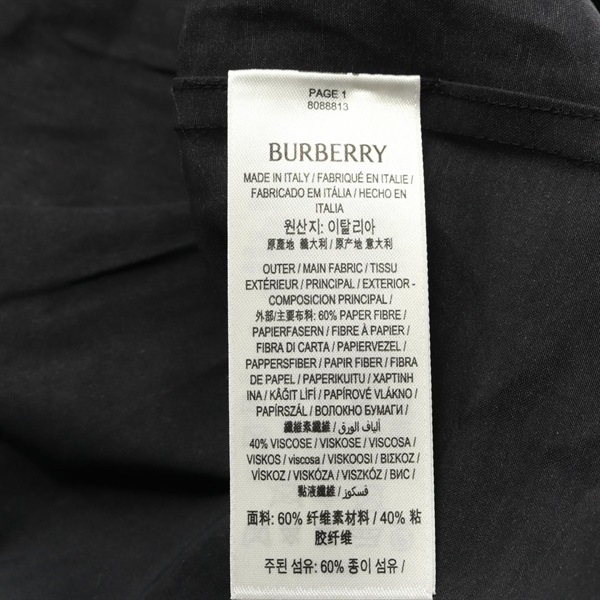 PAGE 1
8088813
BURBERRY
MADE IN ITALY / FABRIQUÉ EN ITALIE /
FABRICADO EM ITÁLIA / HECHO EN
ITALIA
원산지: 이탈리아
原產地 義大利 / 原产地 意大利
OUTER / MAIN FABRIC / TISSU
EXTÉRIEUR / PRINCIPAL / EXTERIOR -
COMPOSICION PRINCIPAL /
外部/主要布料: 60% PAPER FIBRE /
PAPIERFASERN / FIBRE À PAPIER /
FIBRA DI CARTA / PAPIERVEZEL /
PAPPERSFIBER / PAPIR FIBER / FIBRA
DE PAPEL / PAPERIKUITU / ΧΑΡΤΙΝΗ
ΙΝΑ / KÂĞIT LİFİ / PAPÍROVÉ VLÁKNO /
PAPÍRSZÁL / ВОЛОКНО БУМАГИ /
纖維素纖維 / ألياف الورق /
40% VISCOSE / VISKOSE / VISCOSA /
VISKOS / viscosa / VISKOOSI / ΒΙΣΚΟΖ /
VİSKOZ / VISKÓZA / VISZKÓZ / ВИС /
黏液纖維 / فسكوز
面料: 60% 纤维素材料 / 40% 粘
胶纤维
주된 섬유: 60% 종이 섬유 /